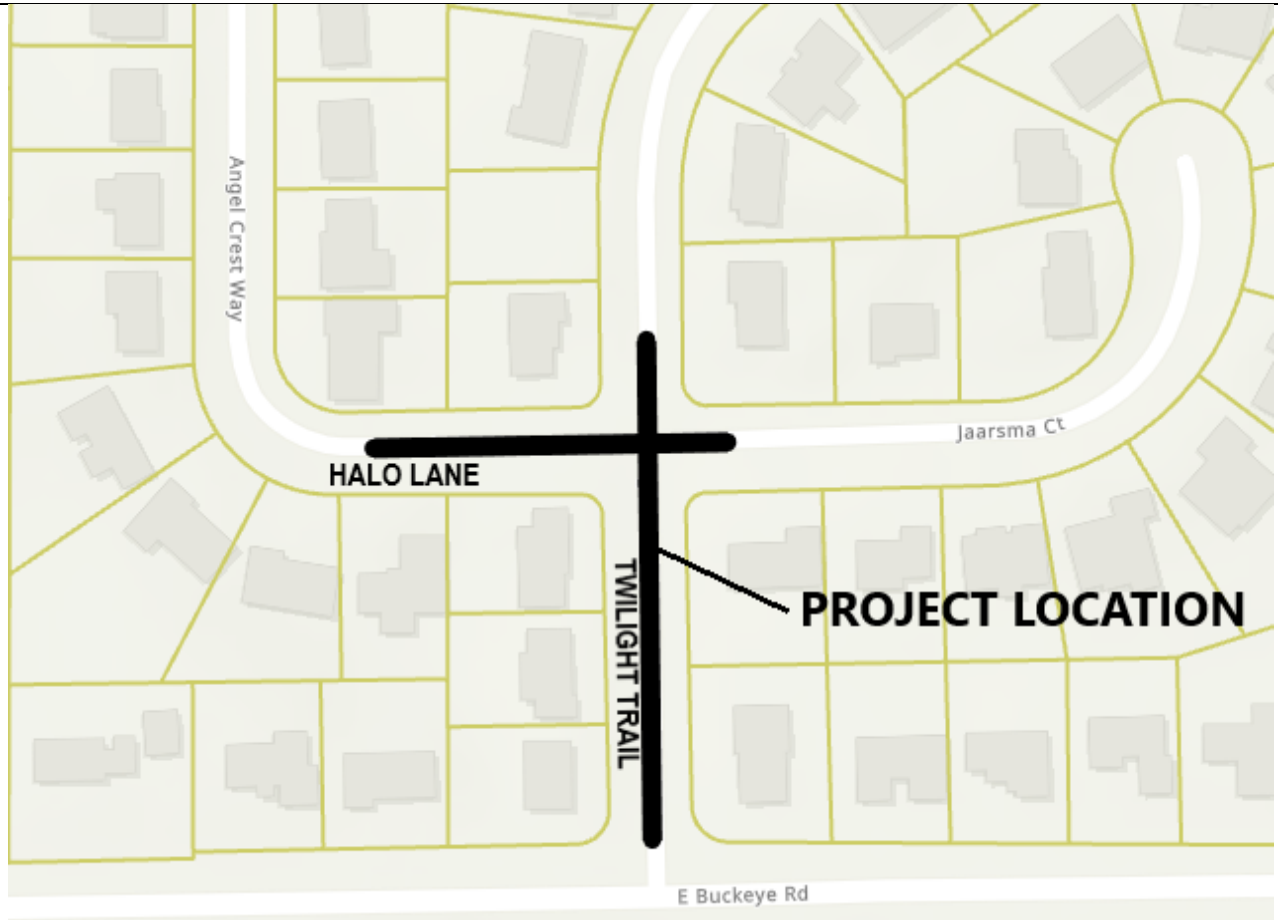 Angel Crest Way
Jaarsma Ct
HALO LANE
TWILIGHT TRAIL
PROJECT LOCATION
E Buckeye Rd